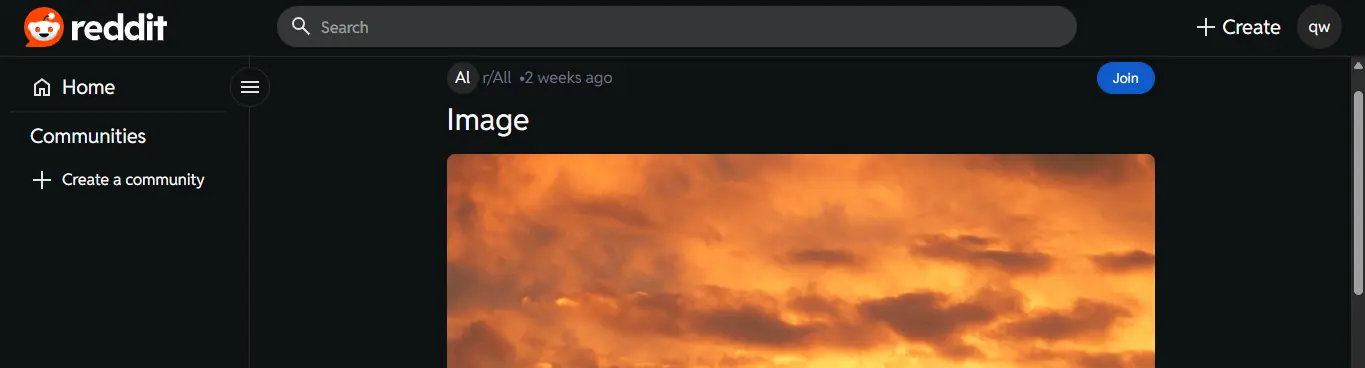 reddit
Search
Create
qw
Home
Communities
Create a community
Al r/All •2 weeks ago
Join
Image